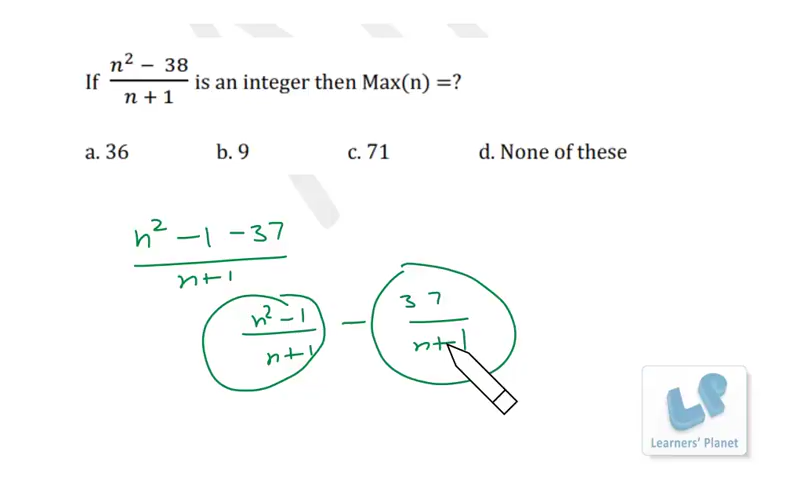 If n² − 38 / n + 1 is an integer then Max(n) =?
a. 36 b. 9 c. 71 d. None of these
n² − 1 − 37 / n+1
n² − 1 / n+1 − 37 / n+1
LP
Learners' Planet